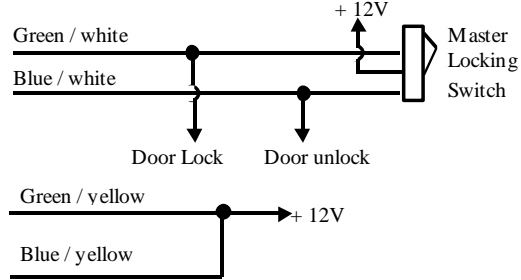 + 12V
Green / white
Master
Locking
Switch
Blue / white
Door Lock
Door unlock
Green / yellow
+ 12V
Blue / yellow